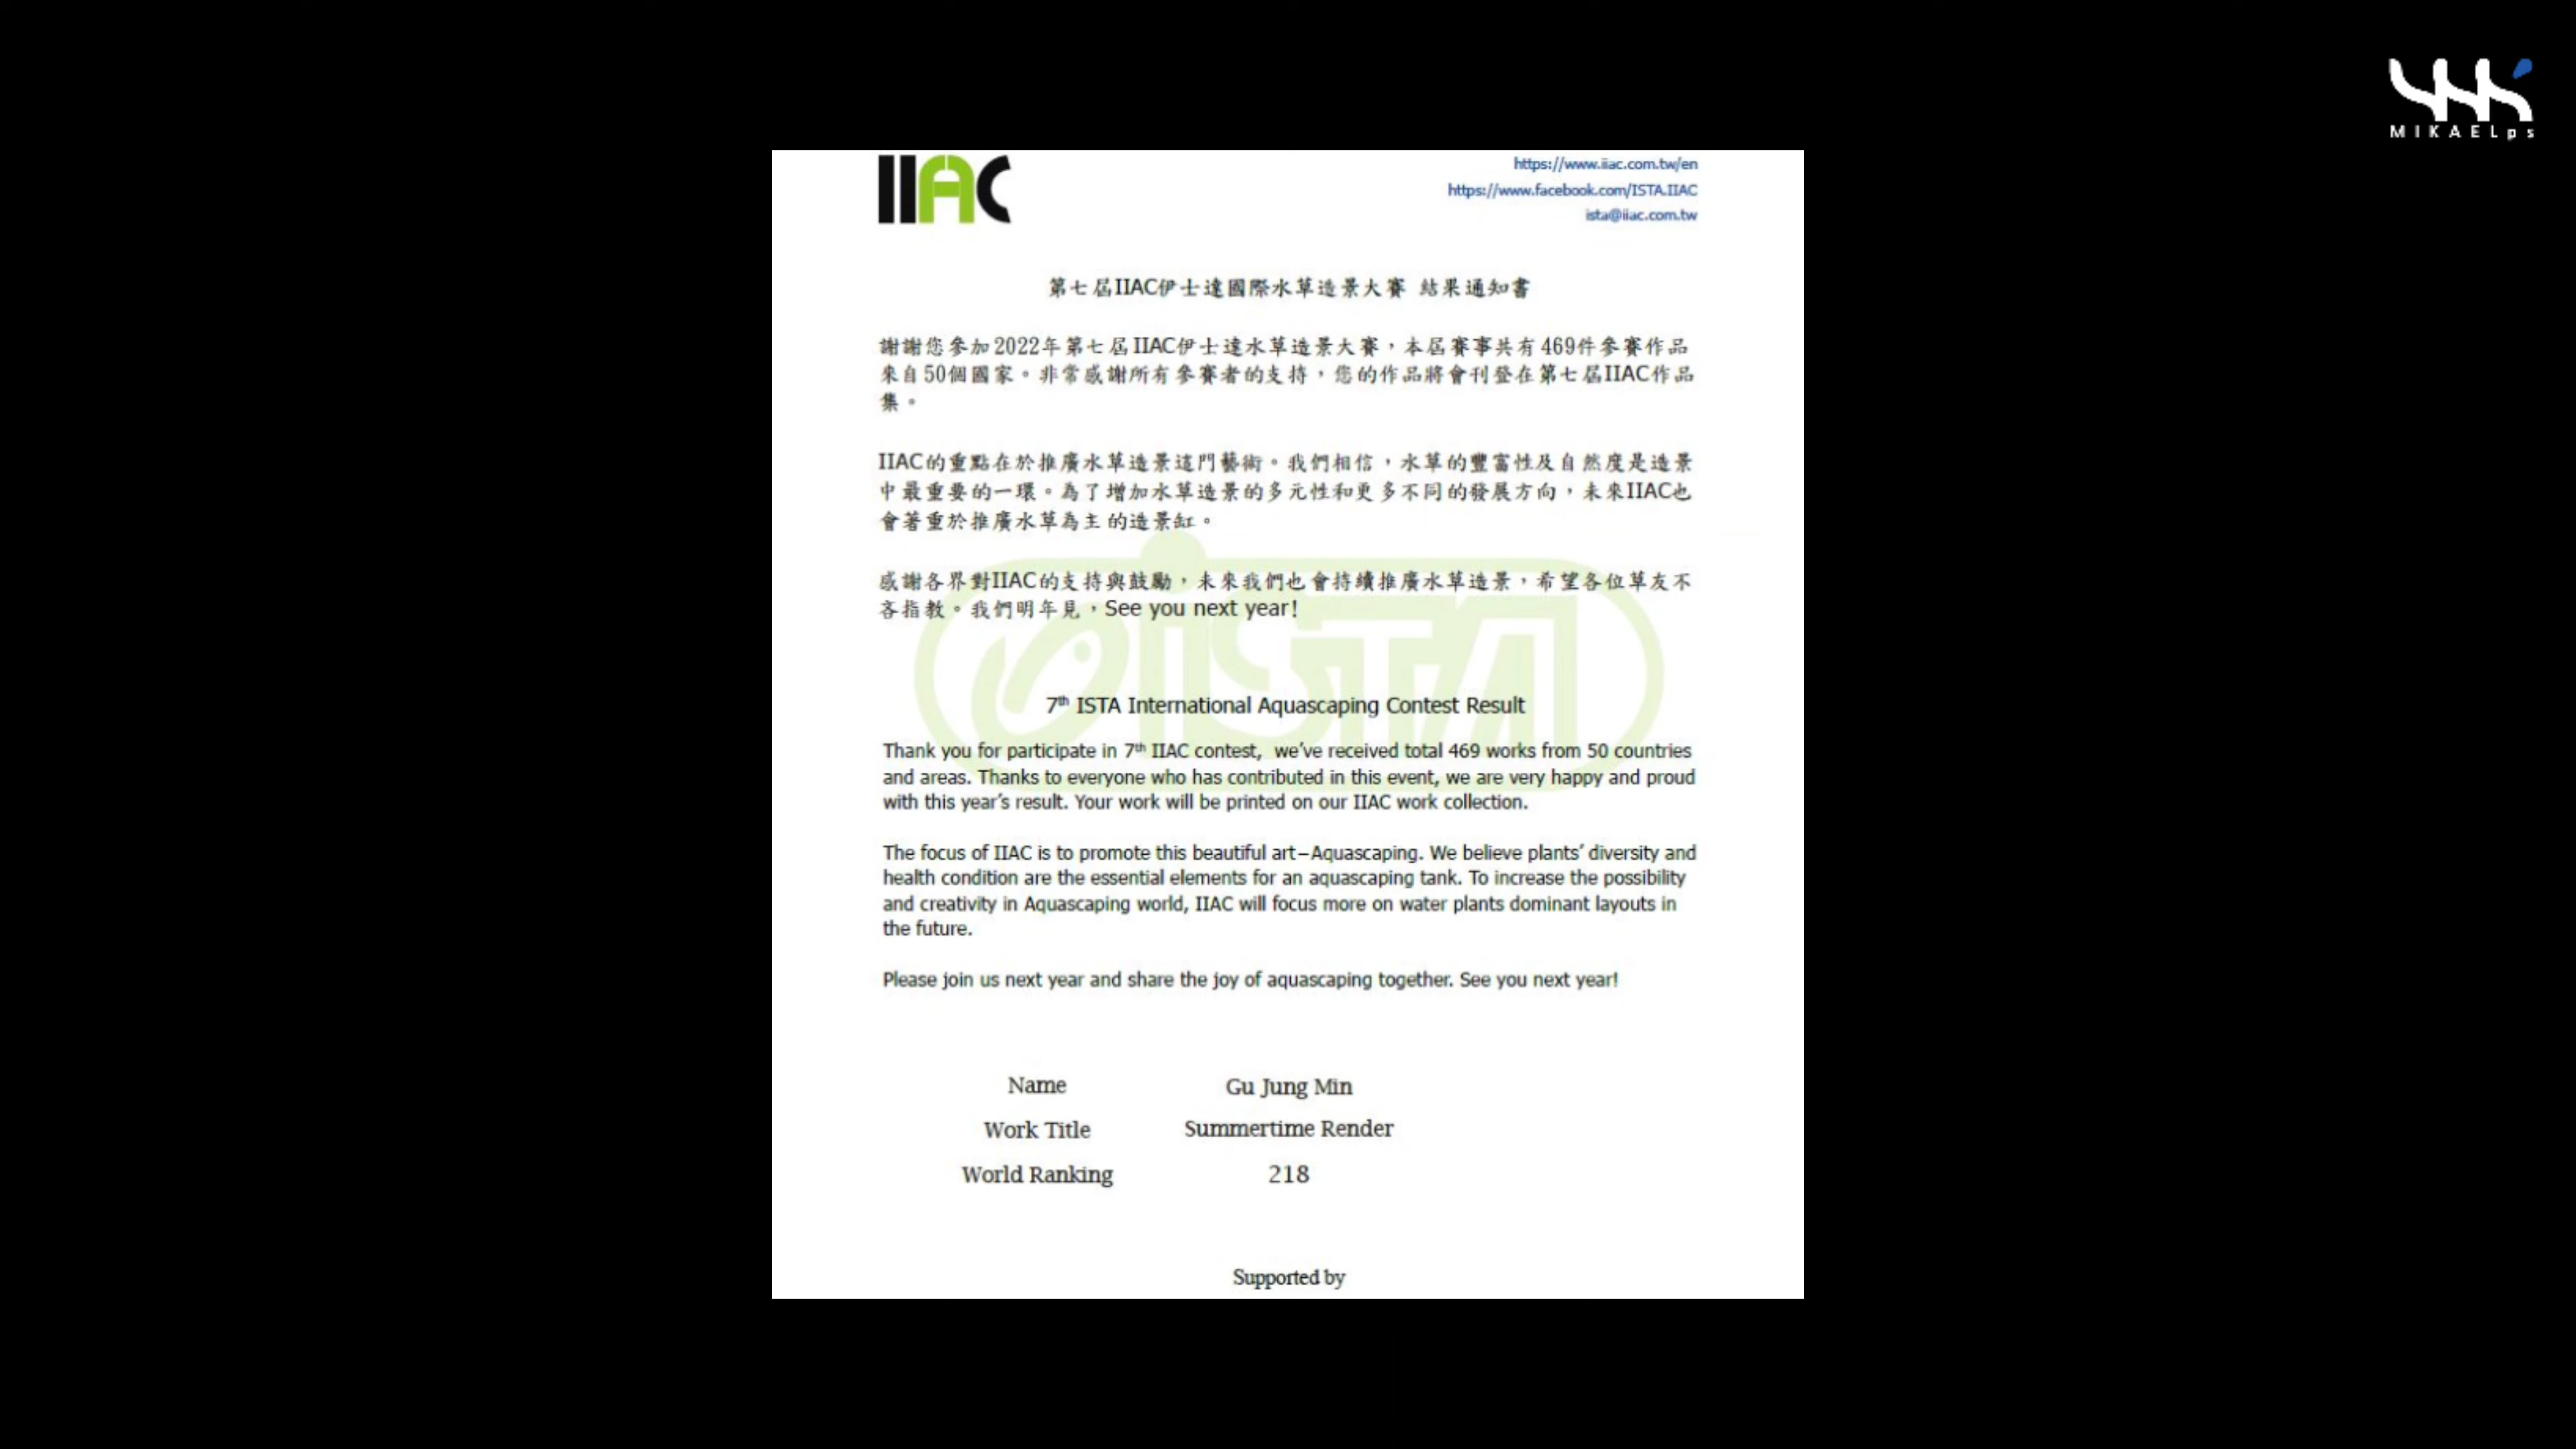 MIKAELps
IIAC
https://www.iiac.com.tw/en
https://www.facebook.com/ISTA.IIAC
ista@iiac.com.tw
第七屆IIAC伊士達國際水草造景大賽 結果通知書
謝謝您參加2022年第七屆IIAC伊士達水草造景大賽，本屆賽事共有469件參賽作品
來自50個國家。非常感謝所有參賽者的支持，您的作品將會刊登在第七屆IIAC作品
集。
IIAC的重點在於推廣水草造景這門藝術。我們相信，水草的豐富性及自然度是造景
中最重要的一環。為了增加水草造景的多元性和更多不同的發展方向，未來IIAC也
會著重於推廣水草為主的造景缸。
感謝各界對IIAC的支持與鼓勵，未來我們也會持續推廣水草造景，希望各位草友不
吝指教。我們明年見，See you next year!
ISTA
7th ISTA International Aquascaping Contest Result
Thank you for participate in 7th IIAC contest, we've received total 469 works from 50 countries
and areas. Thanks to everyone who has contributed in this event, we are very happy and proud
with this year's result. Your work will be printed on our IIAC work collection.
The focus of IIAC is to promote this beautiful art–Aquascaping. We believe plants' diversity and
health condition are the essential elements for an aquascaping tank. To increase the possibility
and creativity in Aquascaping world, IIAC will focus more on water plants dominant layouts in
the future.
Please join us next year and share the joy of aquascaping together. See you next year!
Name Gu Jung Min
Work Title Summertime Render
World Ranking 218
Supported by